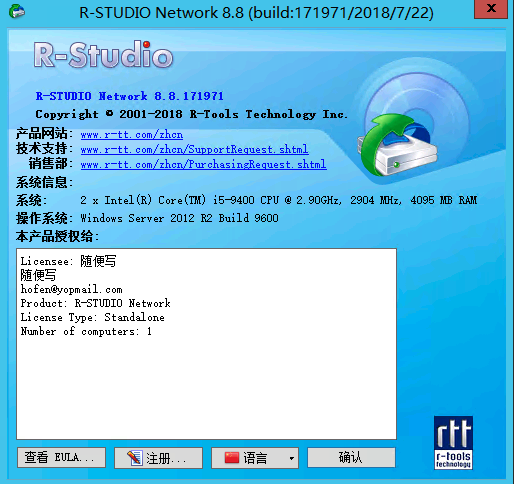 R-STUDIO Network 8.8 (build:171971/2018/7/22)
R-Studio
R-STUDIO Network 8.8.171971
Copyright © 2001-2018 R-Tools Technology Inc.
产品网站: www.r-tt.com/zhcn
技术支持: www.r-tt.com/zhcn/SupportRequest.shtml
销售部: www.r-tt.com/zhcn/PurchasingRequest.shtml
系统信息:
系统: 2 x Intel(R) Core(TM) i5-9400 CPU @ 2.90GHz, 2904 MHz, 4095 MB RAM
操作系统: Windows Server 2012 R2 Build 9600
本产品授权给:
Licensee: 随便写
随便写
hofen@yopmail.com
Product: R-STUDIO Network
License Type: Standalone
Number of computers: 1
rtt
r-tools
technology
查看 EULA... 注册... 语言 确认